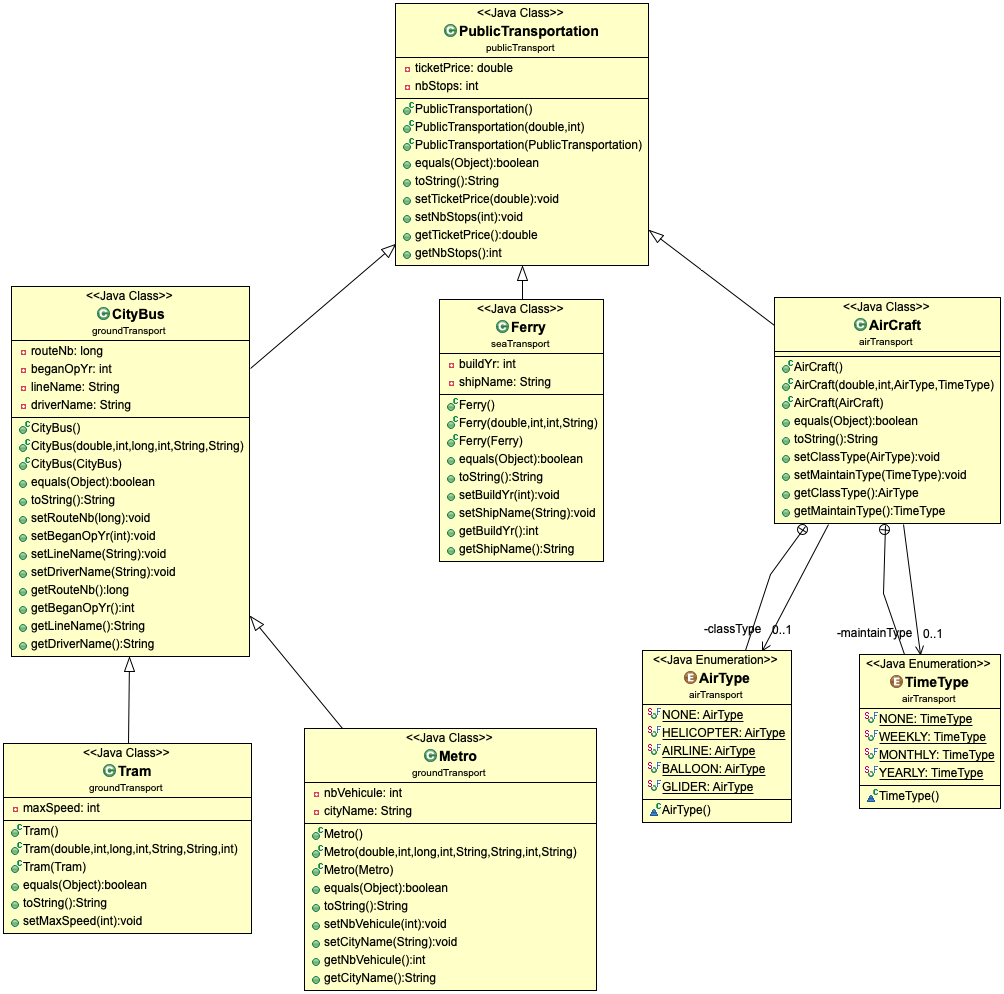 <<Java Class>>
PublicTransportation
publicTransport
ticketPrice: double
nbStops: int
PublicTransportation()
PublicTransportation(double,int)
PublicTransportation(PublicTransportation)
equals(Object):boolean
toString():String
setTicketPrice(double):void
setNbStops(int):void
getTicketPrice():double
getNbStops():int
<<Java Class>>
CityBus
groundTransport
routeNb: long
beganOpYr: int
lineName: String
driverName: String
CityBus()
CityBus(double,int,long,int,String,String)
CityBus(CityBus)
equals(Object):boolean
toString():String
setRouteNb(long):void
setBeganOpYr(int):void
setLineName(String):void
setDriverName(String):void
getRouteNb():long
getBeganOpYr():int
getLineName():String
getDriverName():String
<<Java Class>>
Ferry
seaTransport
buildYr: int
shipName: String
Ferry()
Ferry(double,int,int,String)
Ferry(Ferry)
equals(Object):boolean
toString():String
setBuildYr(int):void
setShipName(String):void
getBuildYr():int
getShipName():String
<<Java Class>>
AirCraft
airTransport
AirCraft()
AirCraft(double,int,AirType,TimeType)
AirCraft(AirCraft)
equals(Object):boolean
toString():String
setClassType(AirType):void
setMaintainType(TimeType):void
getClassType():AirType
getMaintainType():TimeType
-classType 0..1
-maintainType 0..1
<<Java Enumeration>>
AirType
airTransport
NONE: AirType
HELICOPTER: AirType
AIRLINE: AirType
BALLOON: AirType
GLIDER: AirType
AirType()
<<Java Enumeration>>
TimeType
airTransport
NONE: TimeType
WEEKLY: TimeType
MONTHLY: TimeType
YEARLY: TimeType
TimeType()
<<Java Class>>
Tram
groundTransport
maxSpeed: int
Tram()
Tram(double,int,long,int,String,String,int)
Tram(Tram)
equals(Object):boolean
toString():String
setMaxSpeed(int):void
<<Java Class>>
Metro
groundTransport
nbVehicule: int
cityName: String
Metro()
Metro(double,int,long,int,String,String,int,String)
Metro(Metro)
equals(Object):boolean
toString():String
setNbVehicule(int):void
setCityName(String):void
getNbVehicule():int
getCityName():String